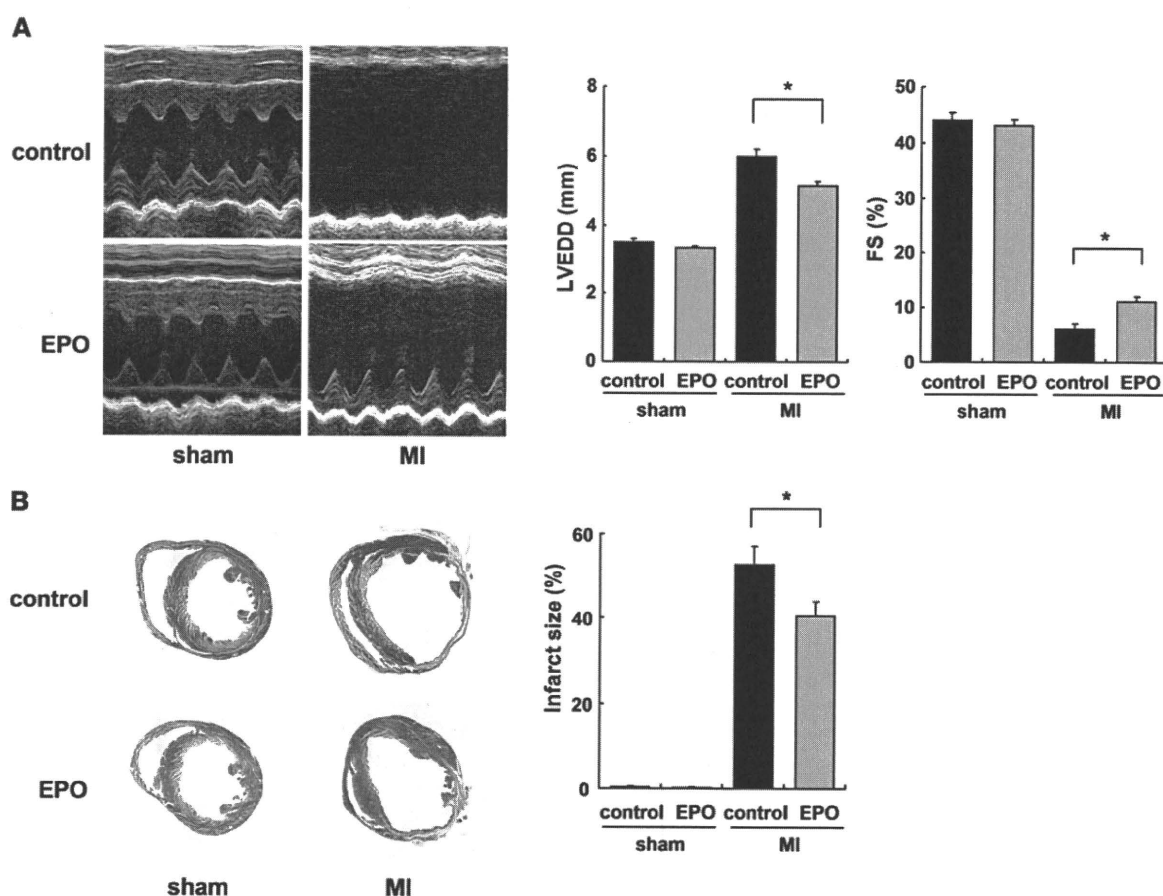 A
control
EPO
sham MI
LVEDD (mm)
8
6
4
2
0
*
control EPO control EPO
sham MI
FS (%)
50
40
30
20
10
0
*
control EPO control EPO
sham MI
B
control
EPO
sham MI
Infarct size (%)
60
40
20
0
*
control EPO control EPO
sham MI